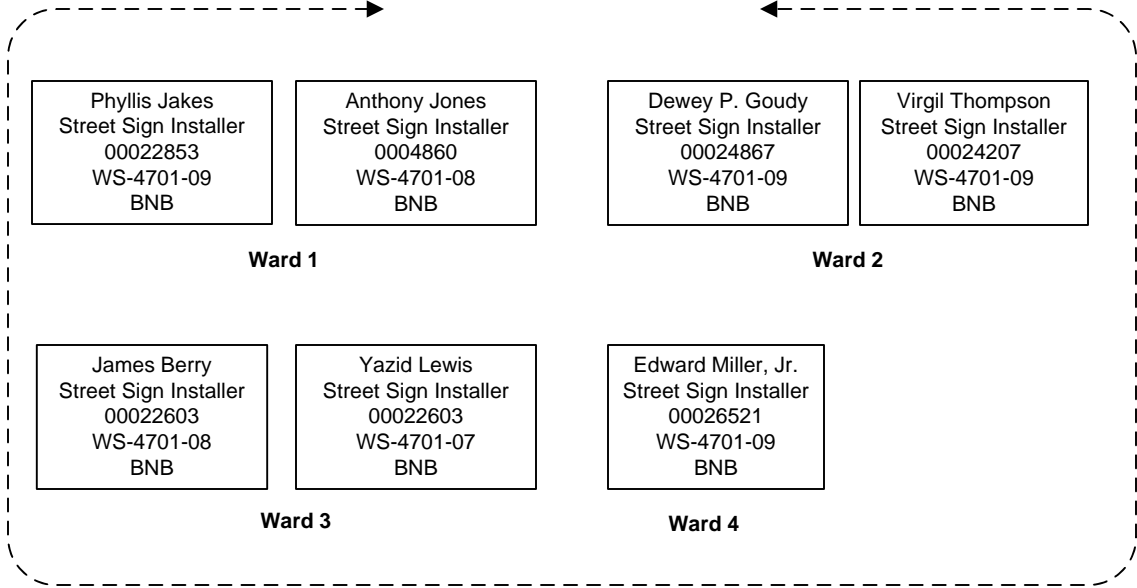 Phyllis Jakes
Street Sign Installer
00022853
WS-4701-09
BNB
Anthony Jones
Street Sign Installer
0004860
WS-4701-08
BNB
Ward 1
Dewey P. Goudy
Street Sign Installer
00024867
WS-4701-09
BNB
Virgil Thompson
Street Sign Installer
00024207
WS-4701-09
BNB
Ward 2
James Berry
Street Sign Installer
00022603
WS-4701-08
BNB
Yazid Lewis
Street Sign Installer
00022603
WS-4701-07
BNB
Ward 3
Edward Miller, Jr.
Street Sign Installer
00026521
WS-4701-09
BNB
Ward 4